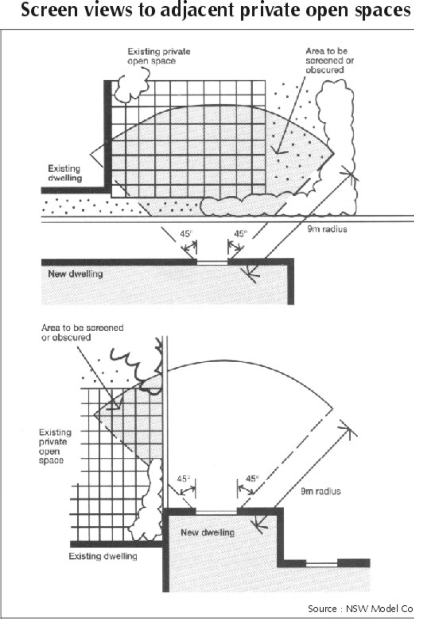 Screen views to adjacent private open spaces
Existing private
open space
Area to be
screened or
obscured
Existing
dwelling
45°
45°
9m radius
New dwelling
Area to be screened
or obscured
Existing
private
open
space
45°
45°
9m radius
New dwelling
Existing dwelling
Source : NSW Model Co